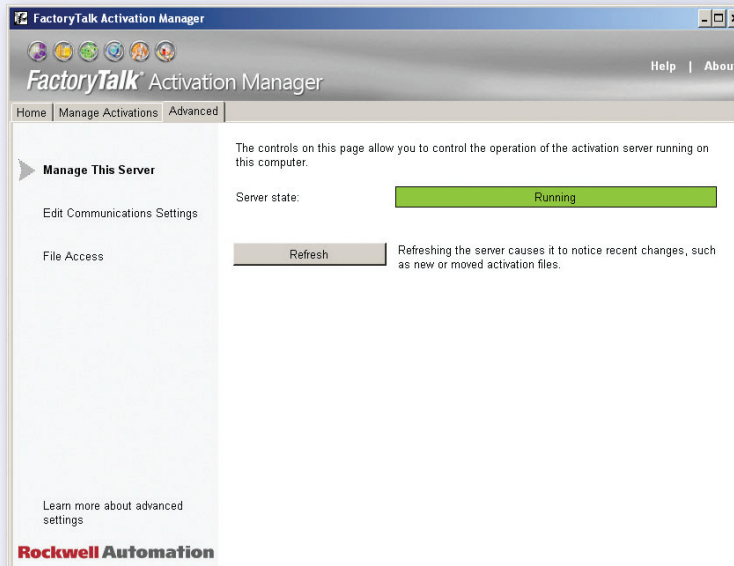 FactoryTalk Activation Manager
FactoryTalk® Activation Manager
Help | Abou
Home
Manage Activations
Advanced
Manage This Server
Edit Communications Settings
File Access
Learn more about advanced
settings
Rockwell Automation
The controls on this page allow you to control the operation of the activation server running on
this computer.
Server state:
Running
Refresh
Refreshing the server causes it to notice recent changes, such
as new or moved activation files.